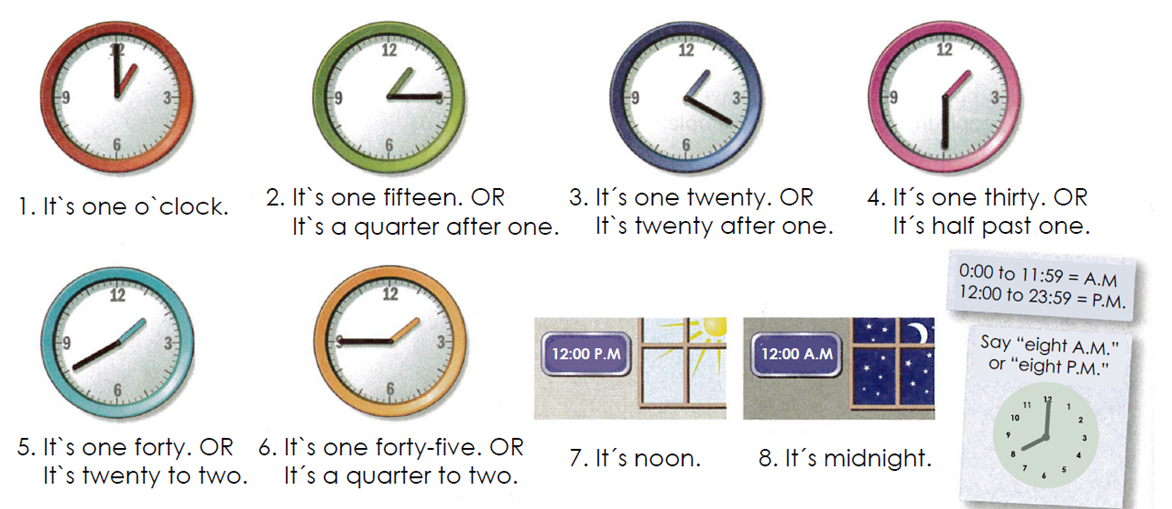 12
9
3
6
1. It`s one o`clock.
12
9
3
6
2. It`s one fifteen. OR
It`s a quarter after one.
12
9
3
6
3. It´s one twenty. OR
It`s twenty after one.
12
9
3
6
4. It´s one thirty. OR
It´s half past one.
12
9
3
6
5. It`s one forty. OR
It`s twenty to two.
12
9
3
6
6. It`s one forty-five. OR
It´s a quarter to two.
12:00 P.M
7. It´s noon.
12:00 A.M
8. It´s midnight.
0:00 to 11:59 = A.M
12:00 to 23:59 = P.M.
Say “eight A.M.”
or “eight P.M.”
12
1
2
3
4
5
6
7
8
9
10
11